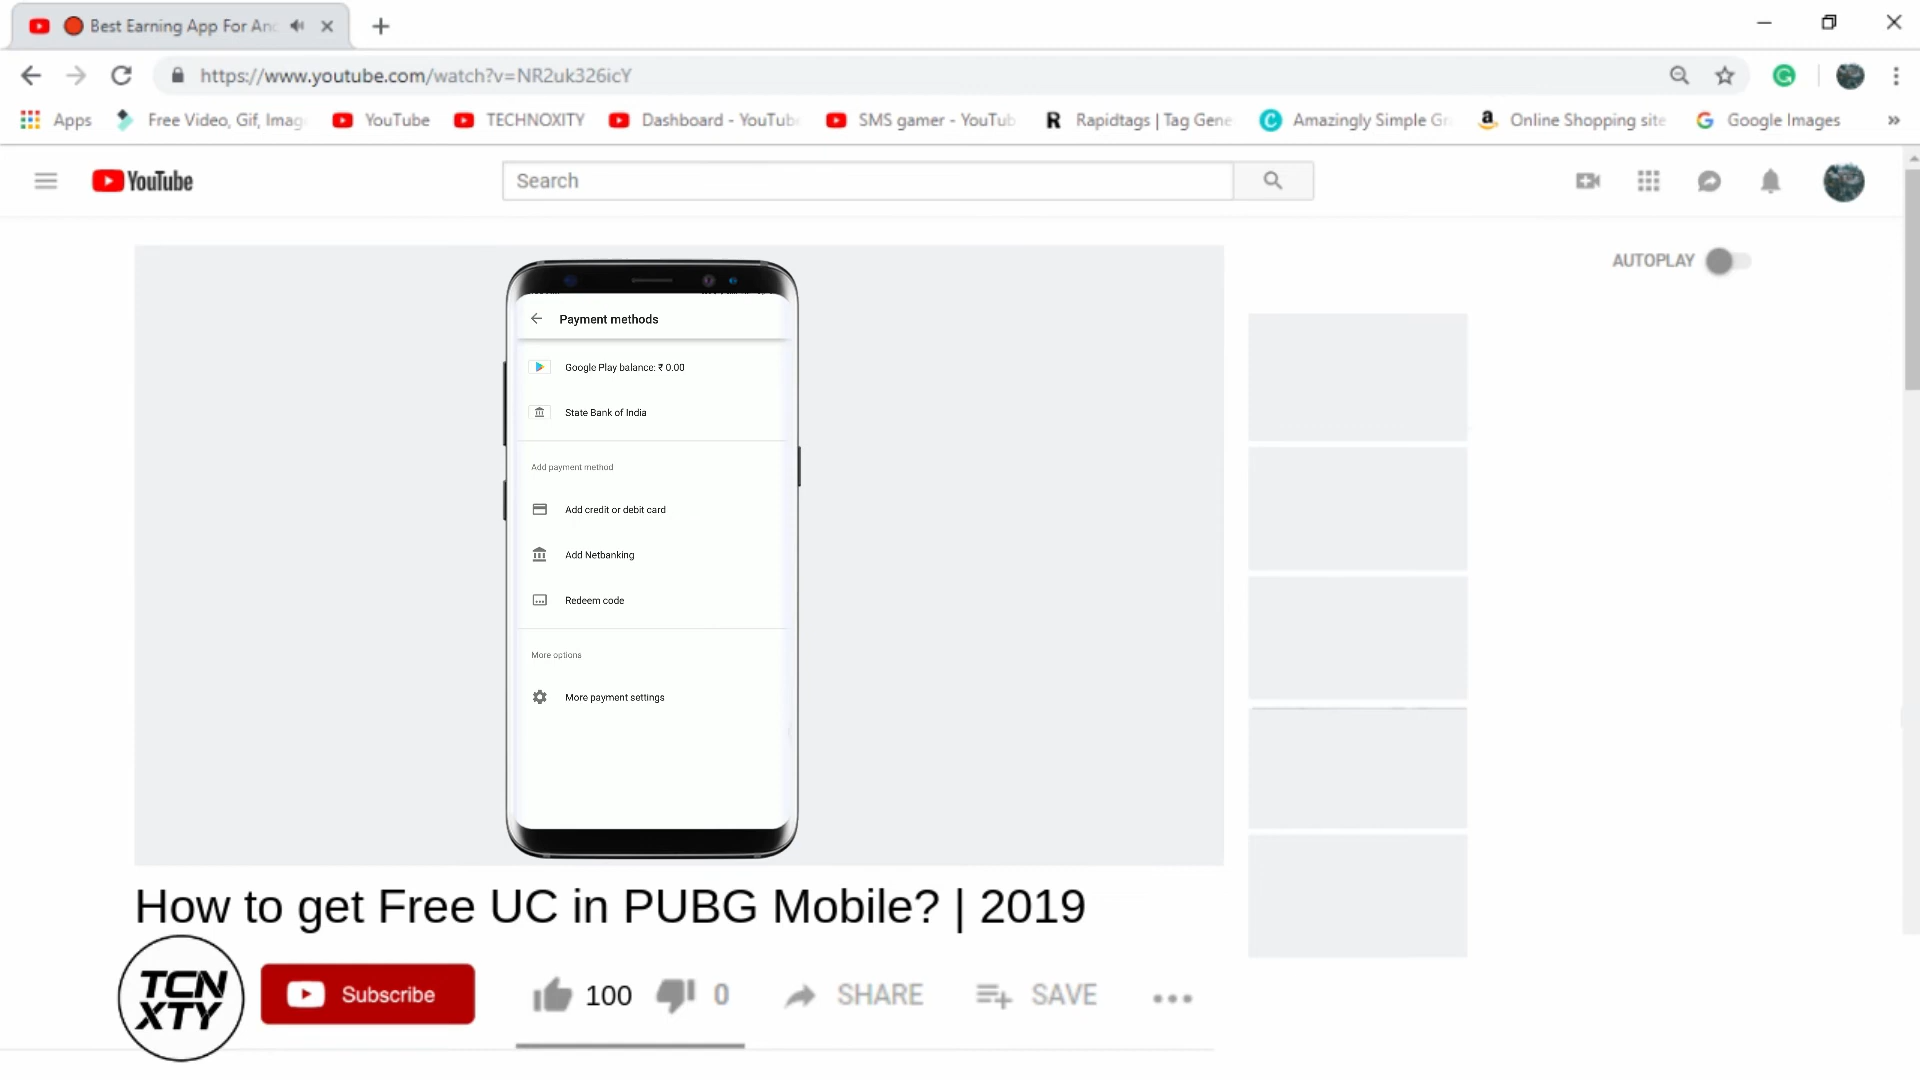 Best Earning App For And
https://www.youtube.com/watch?v=NR2uk326icY
Apps
Free Video, Gif, Imag
YouTube
TECHNOXITY
Dashboard - YouTube
SMS gamer - YouTub
Rapidtags | Tag Gene
Amazingly Simple Gr
Online Shopping site
Google Images
»
YouTube
Search
AUTOPLAY
Payment methods
Google Play balance: ₹ 0.00
State Bank of India
Add payment method
Add credit or debit card
Add Netbanking
Redeem code
More options
More payment settings
How to get Free UC in PUBG Mobile? | 2019
TCN
XTY
Subscribe
100
0
SHARE
SAVE